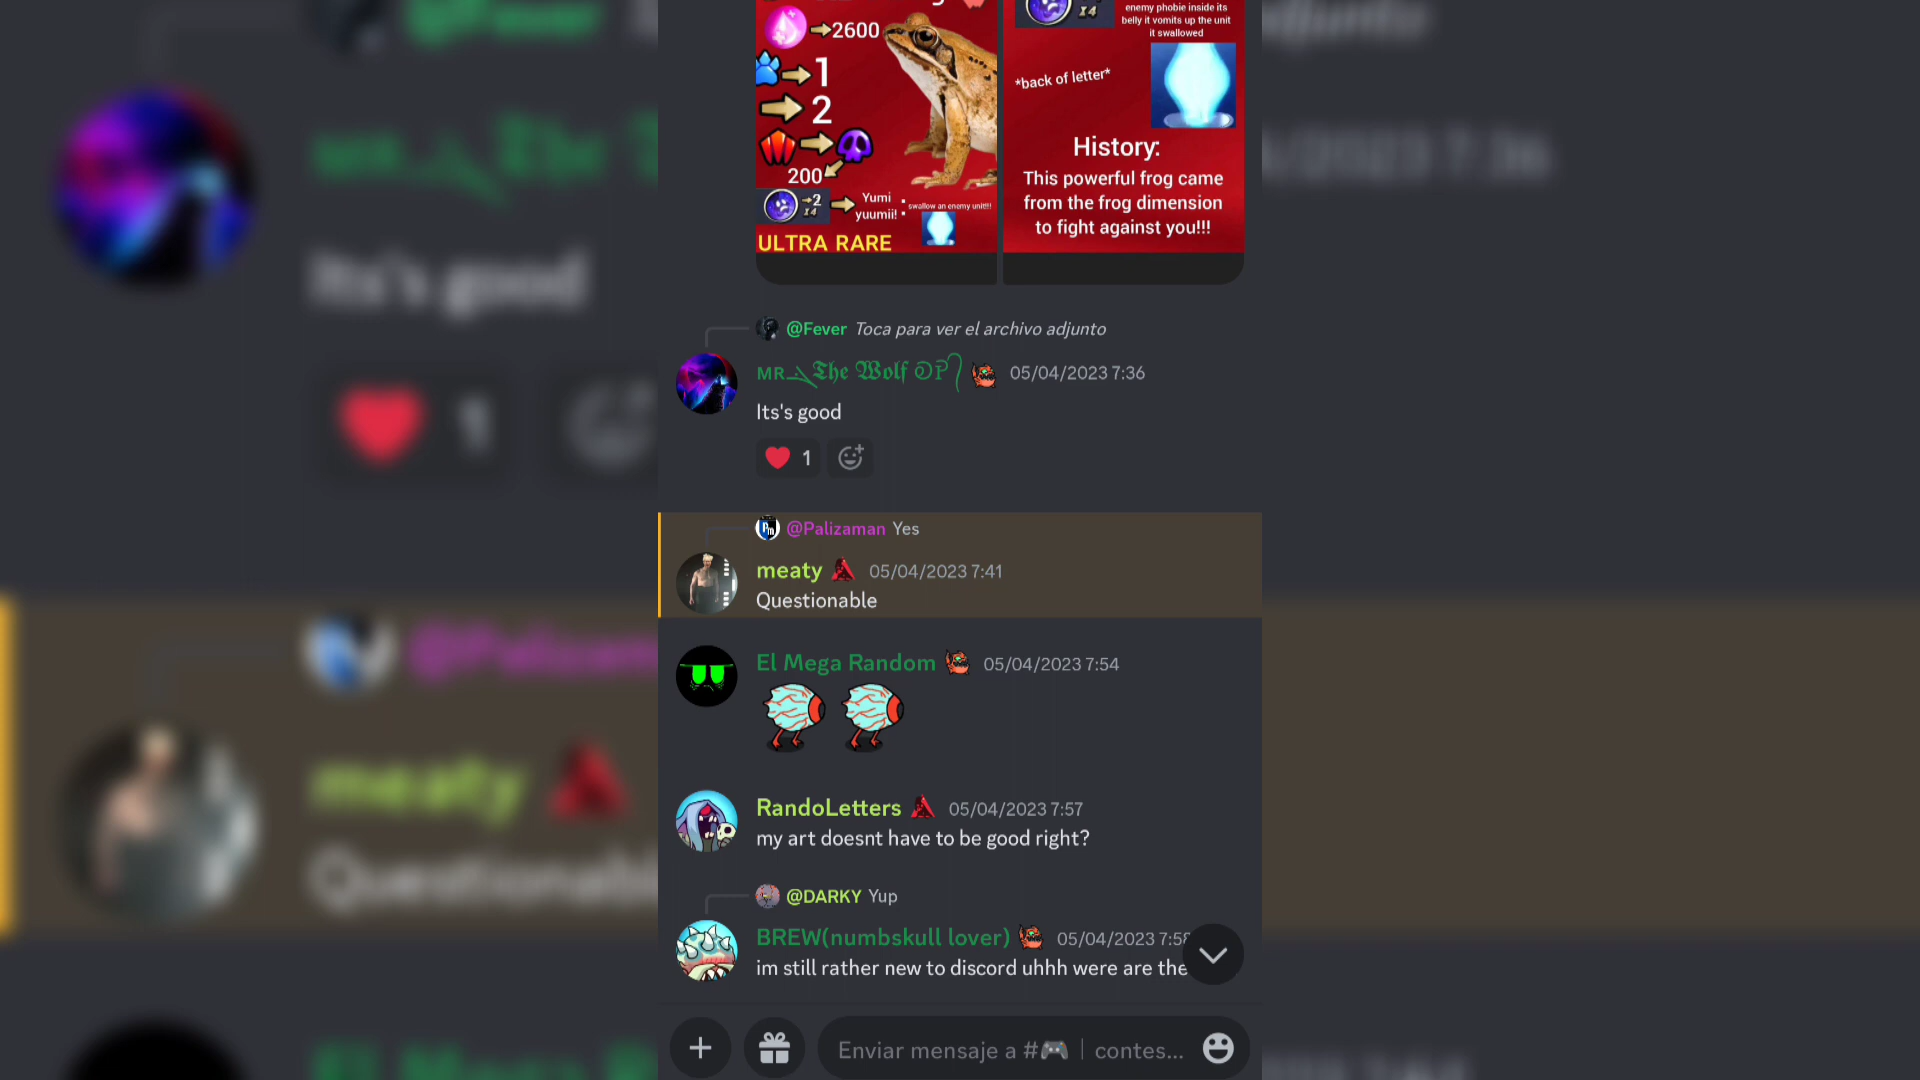 enemy phobie inside its
belly it vomits up the unit
it swallowed
x4
2600
1
2
200
2
x4
Yumi
yuumii!
swallow an enemy unit!!!
ULTRA RARE
*back of letter*
History:
This powerful frog came
from the frog dimension
to fight against you!!!
@Fever Toca para ver el archivo adjunto
MR.The Wolf OP 05/04/2023 7:36
Its's good
1
@Palizaman Yes
meaty 05/04/2023 7:41
Questionable
El Mega Random 05/04/2023 7:54
RandoLetters 05/04/2023 7:57
my art doesnt have to be good right?
@DARKY Yup
BREW(numbskull lover) 05/04/2023 7:58
im still rather new to discord uhhh were are the
Enviar mensaje a #🎮 | contes...